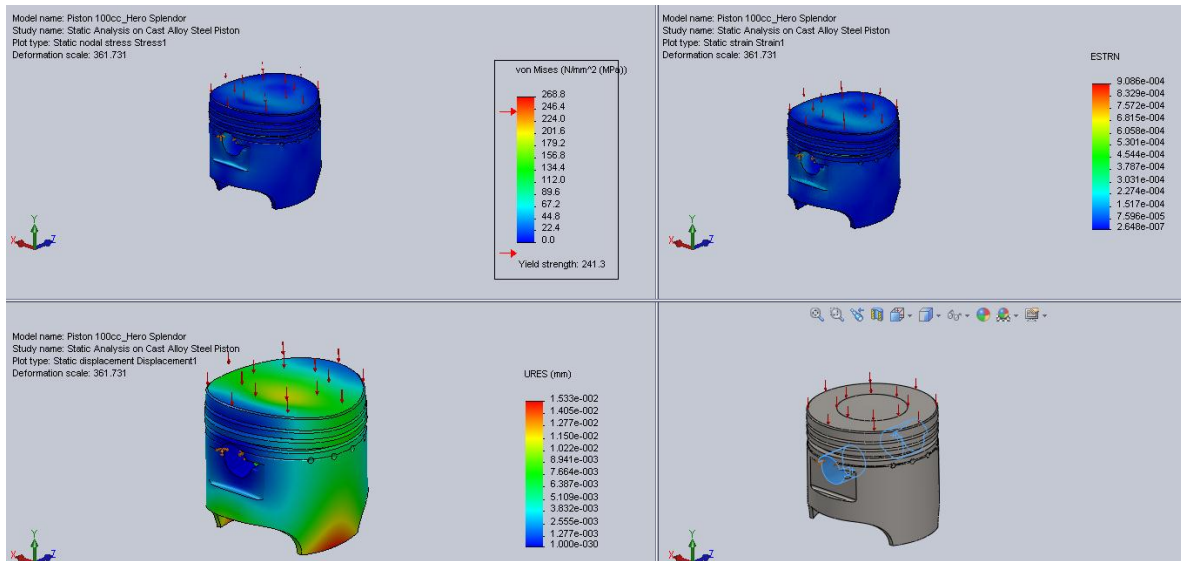 Model name: Piston 100cc_Hero Splendor
Study name: Static Analysis on Cast Alloy Steel Piston
Plot type: Static nodal stress Stress1
Deformation scale: 361.731
von Mises (N/mm^2 (MPa))
268.8
246.4
224.0
201.6
179.2
156.8
134.4
112.0
89.6
67.2
44.8
22.4
0.0
Yield strength: 241.3
Y
X
Z
Model name: Piston 100cc_Hero Splendor
Study name: Static Analysis on Cast Alloy Steel Piston
Plot type: Static strain Strain1
Deformation scale: 361.731
ESTRN
9.086e-004
8.329e-004
7.572e-004
6.815e-004
6.058e-004
5.301e-004
4.544e-004
3.787e-004
3.031e-004
2.274e-004
1.517e-004
7.596e-005
2.648e-007
Y
X
Z
Model name: Piston 100cc_Hero Splendor
Study name: Static Analysis on Cast Alloy Steel Piston
Plot type: Static displacement Displacement1
Deformation scale: 361.731
URES (mm)
1.533e-002
1.405e-002
1.277e-002
1.150e-002
1.022e-002
8.941e-003
7.664e-003
6.387e-003
5.109e-003
3.832e-003
2.555e-003
1.277e-003
1.000e-030
Y
X
Z
Y
X
Z